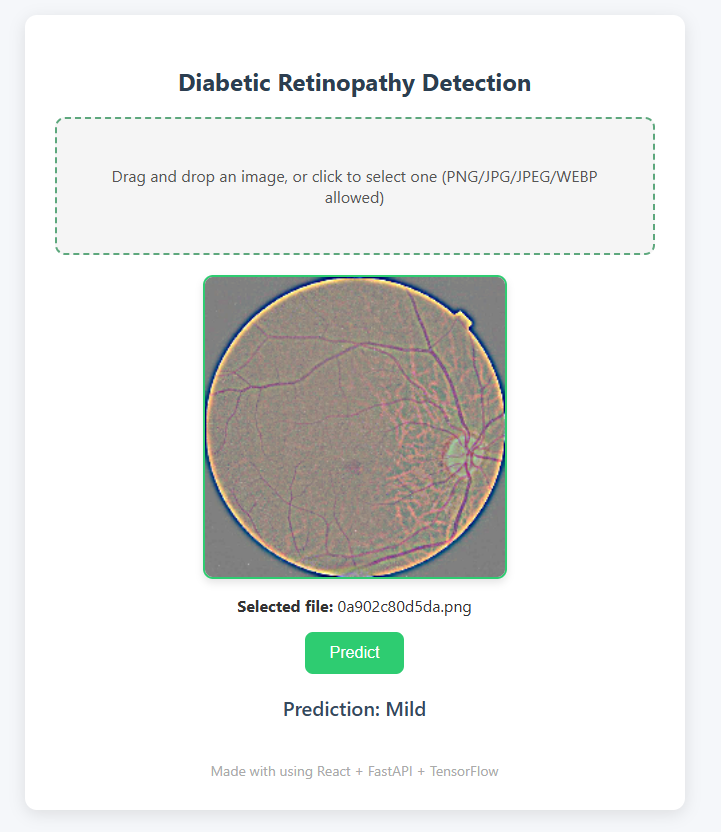 Diabetic Retinopathy Detection
Drag and drop an image, or click to select one (PNG/JPG/JPEG/WEBP
allowed)
Selected file: 0a902c80d5da.png
Predict
Prediction: Mild
Made with using React + FastAPI + TensorFlow